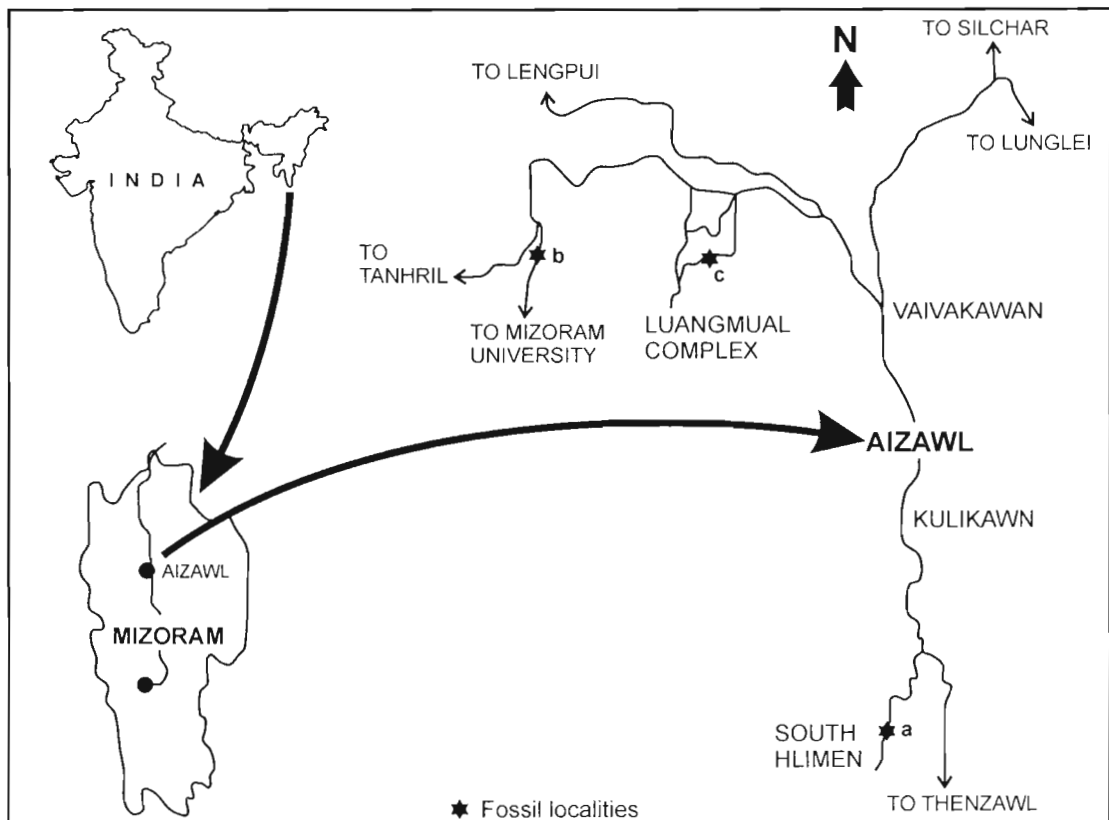 INDIA
N
TO SILCHAR
TO LENGPUI
TO LUNGLEI
TO
TANHRIL
b
c
TO MIZORAM
UNIVERSITY
LUANGMUAL
COMPLEX
VAIVAKAWAN
AIZAWL
KULIKAWN
AIZAWL
MIZORAM
SOUTH
HLIMEN
a
TO THENZAWL
Fossil localities